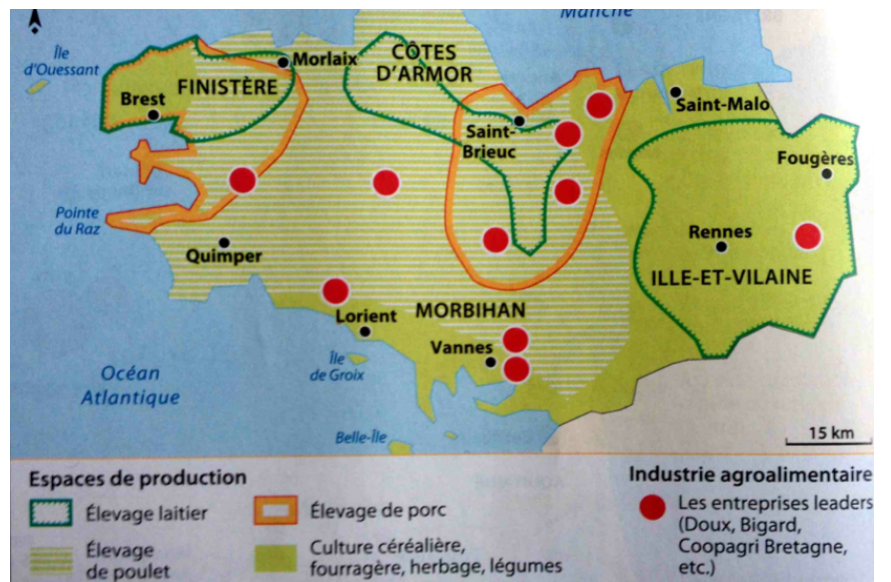 Manche
Île
d'Ouessant
Morlaix
CÔTES
D'ARMOR
FINISTÈRE
Brest
Saint-Malo
Saint-
Brieuc
Fougères
Pointe
du Raz
Quimper
Rennes
ILLE-ET-VILAINE
MORBIHAN
Lorient
Vannes
Île
de Groix
Océan
Atlantique
Belle-Île
15 km
Espaces de production
Élevage laitier
Élevage de porc
Élevage
de poulet
Culture céréalière,
fourragère, herbage, légumes
Industrie agroalimentaire
Les entreprises leaders
(Doux, Bigard,
Coopagri Bretagne,
etc.)